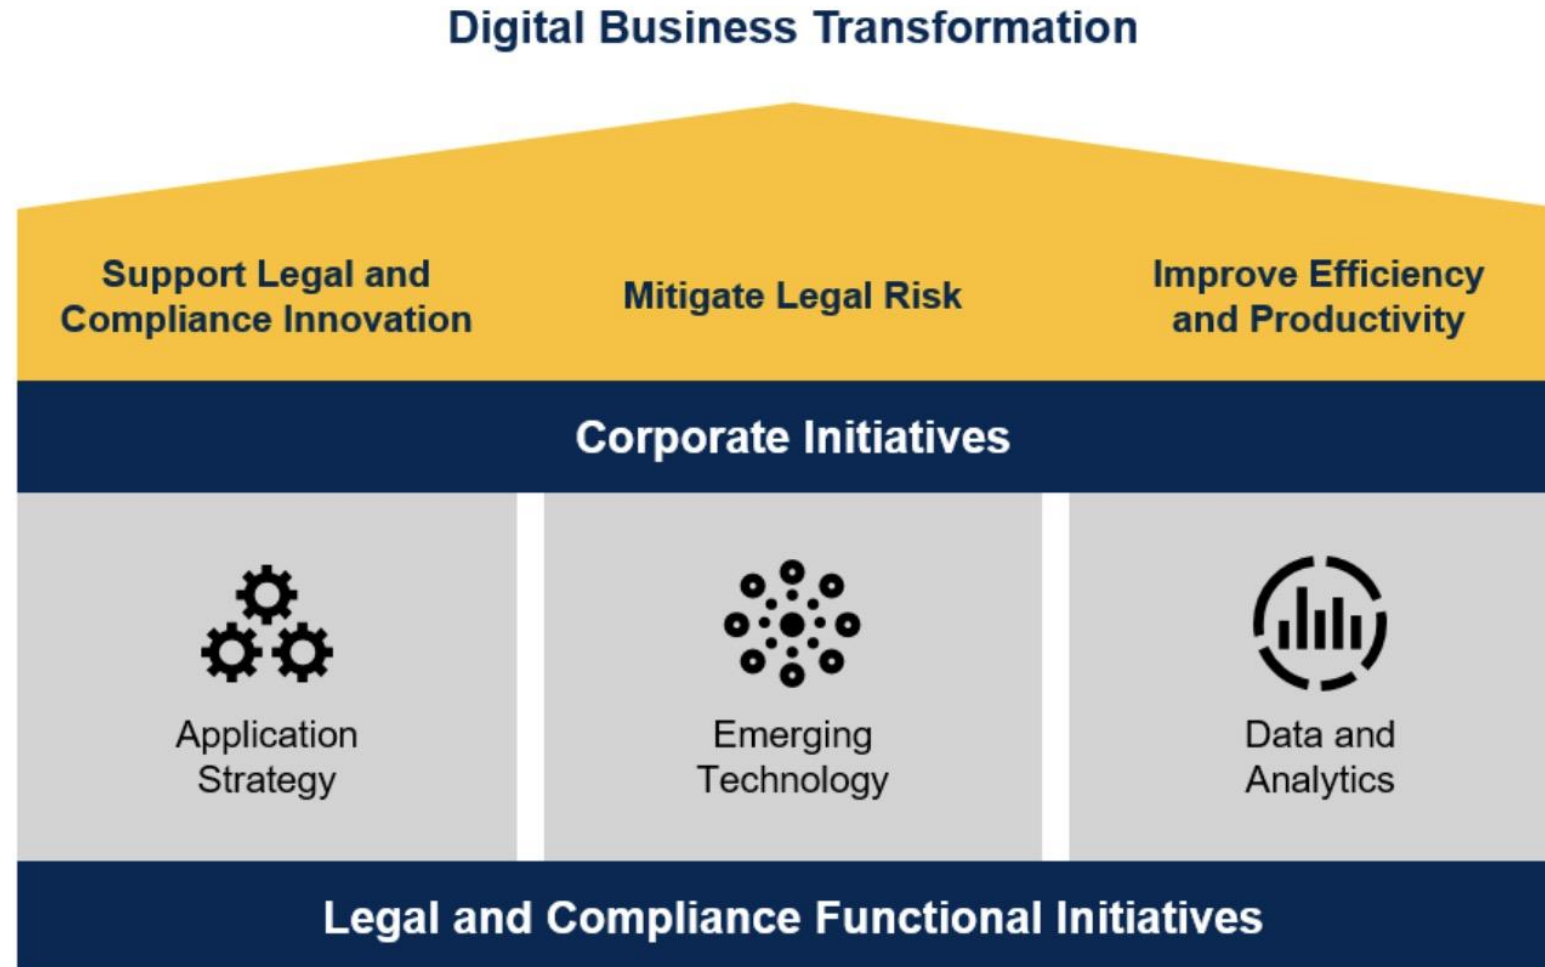 Digital Business Transformation
Support Legal and
Compliance Innovation
Mitigate Legal Risk
Improve Efficiency
and Productivity
Corporate Initiatives
Application
Strategy
Emerging
Technology
Data and
Analytics
Legal and Compliance Functional Initiatives